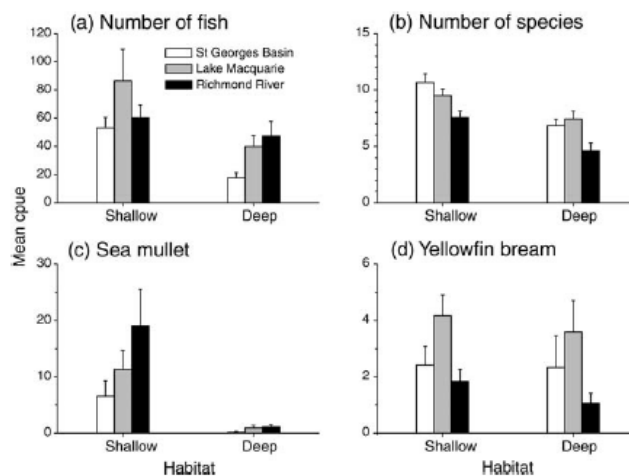 (a) Number of fish
120
100
80
60
40
20
0
St Georges Basin
Lake Macquarie
Richmond River
Shallow
Deep
(b) Number of species
15
10
5
0
Shallow
Deep
Mean cpue
(c) Sea mullet
30
20
10
0
Shallow
Deep
Habitat
(d) Yellowfin bream
6
4
2
0
Shallow
Deep
Habitat